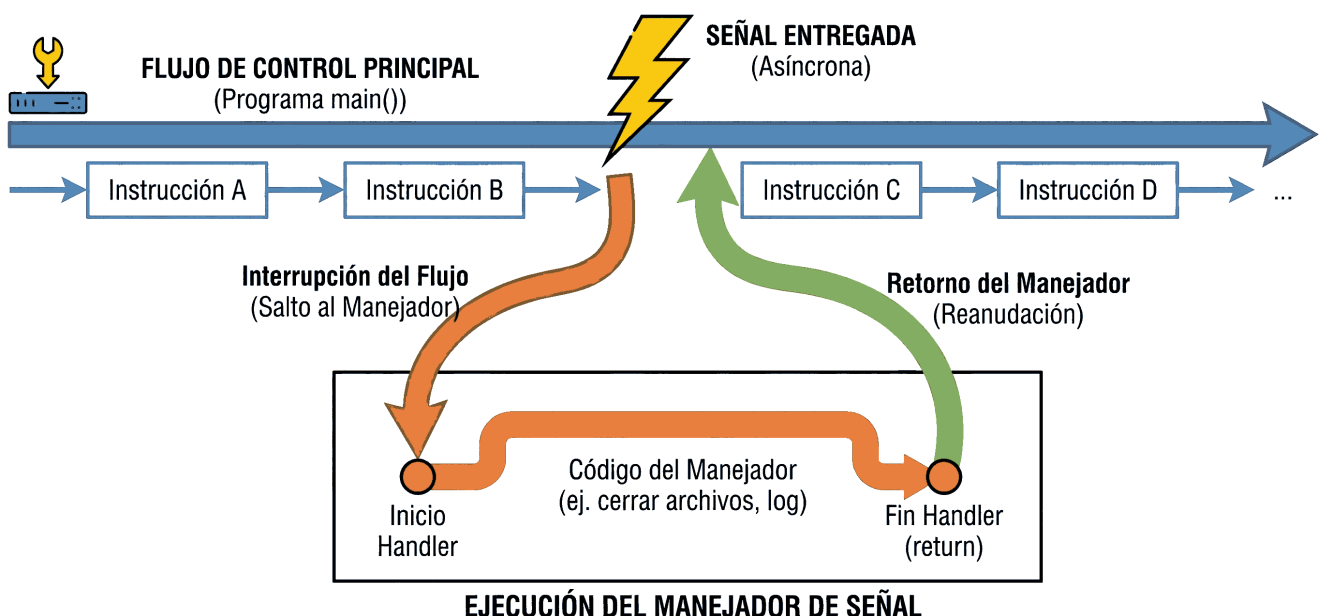 FLUJO DE CONTROL PRINCIPAL
(Programa main())
SEÑAL ENTREGADA
(Asíncrona)
Instrucción A
Instrucción B
Instrucción C
Instrucción D
...
Interrupción del Flujo
(Salto al Manejador)
Retorno del Manejador
(Reanudación)
Código del Manejador
(ej. cerrar archivos, log)
Inicio
Handler
Fin Handler
(return)
EJECUCIÓN DEL MANEJADOR DE SEÑAL